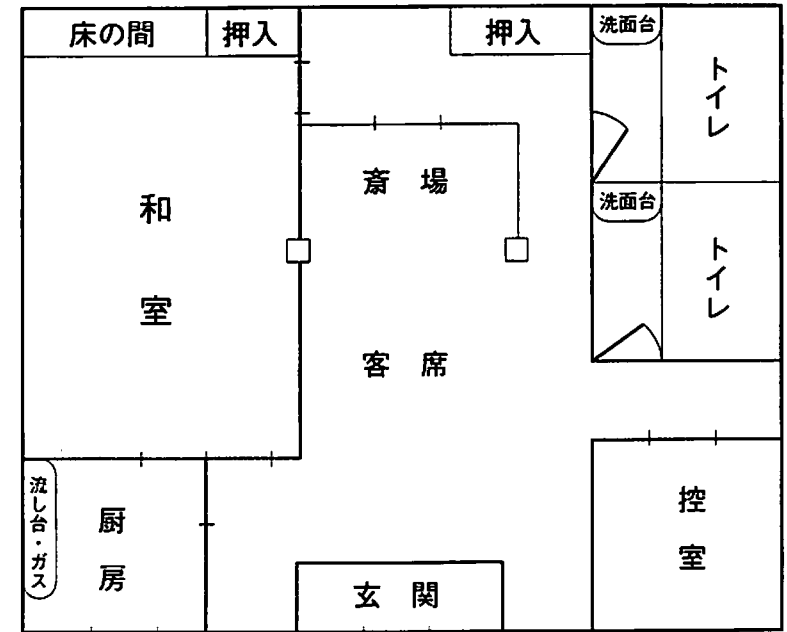 床の間
押入
押入
洗面台
トイレ
斎場
和室
洗面台
トイレ
客席
流し台・ガス
厨房
控室
玄関